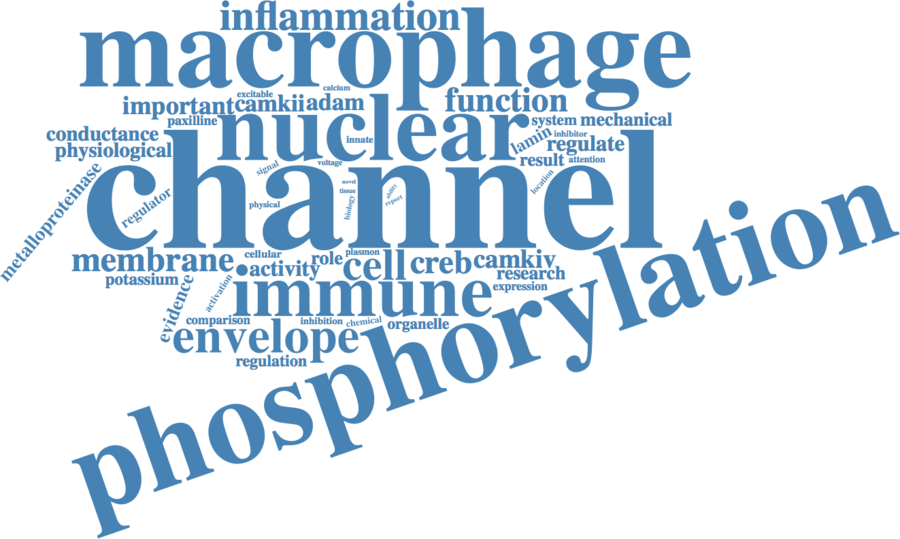 inflammation
macrophage
calcium
excitable
important
camkii
adam
function
paxilline
nuclear
system
mechanical
conductance
innate
lamin
inhibitor
regulate
physiological
result
attention
channel
signal
voltage
metalloproteinase
regulator
novel
tissue
ability
location
physical
biology
report
phosphorylation
membrane
cellular
role
plasmon
cell
creb
camkiv
activity
research
potassium
immune
expression
evidence
activation
comparison
inhibition
chemical
organelle
envelope
regulation